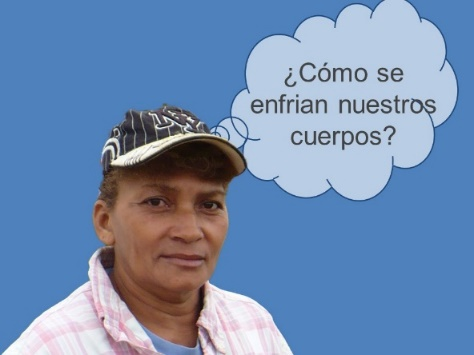 ¿Cómo se
enfrian nuestros
cuerpos?